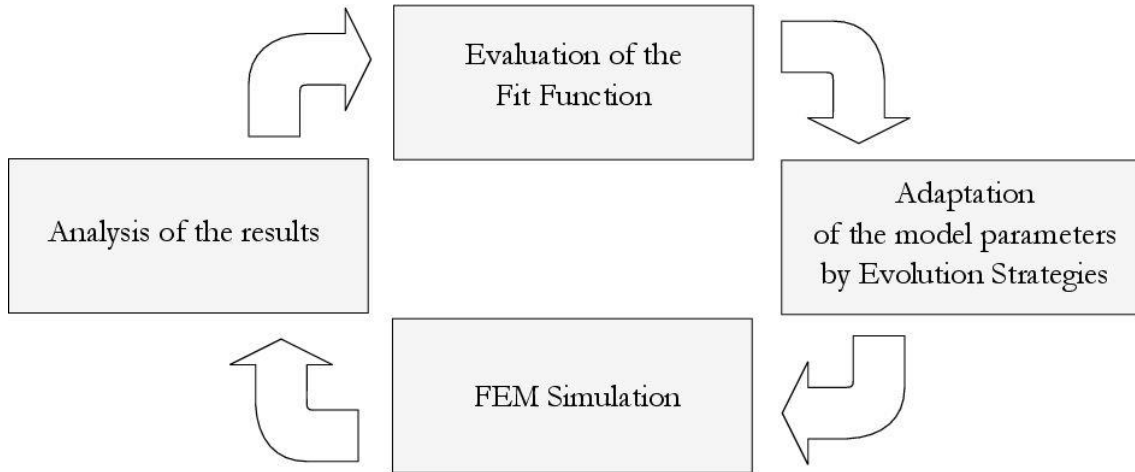 Evaluation of the
Fit Function
Analysis of the results
Adaptation
of the model parameters
by Evolution Strategies
FEM Simulation